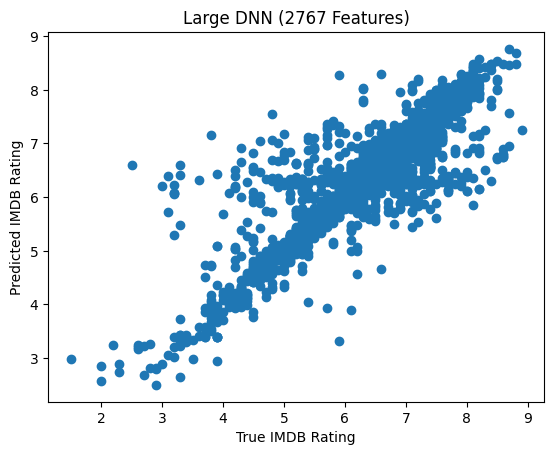 Large DNN (2767 Features)
Predicted IMDB Rating
9
8
7
6
5
4
3
2 3 4 5 6 7 8 9
True IMDB Rating